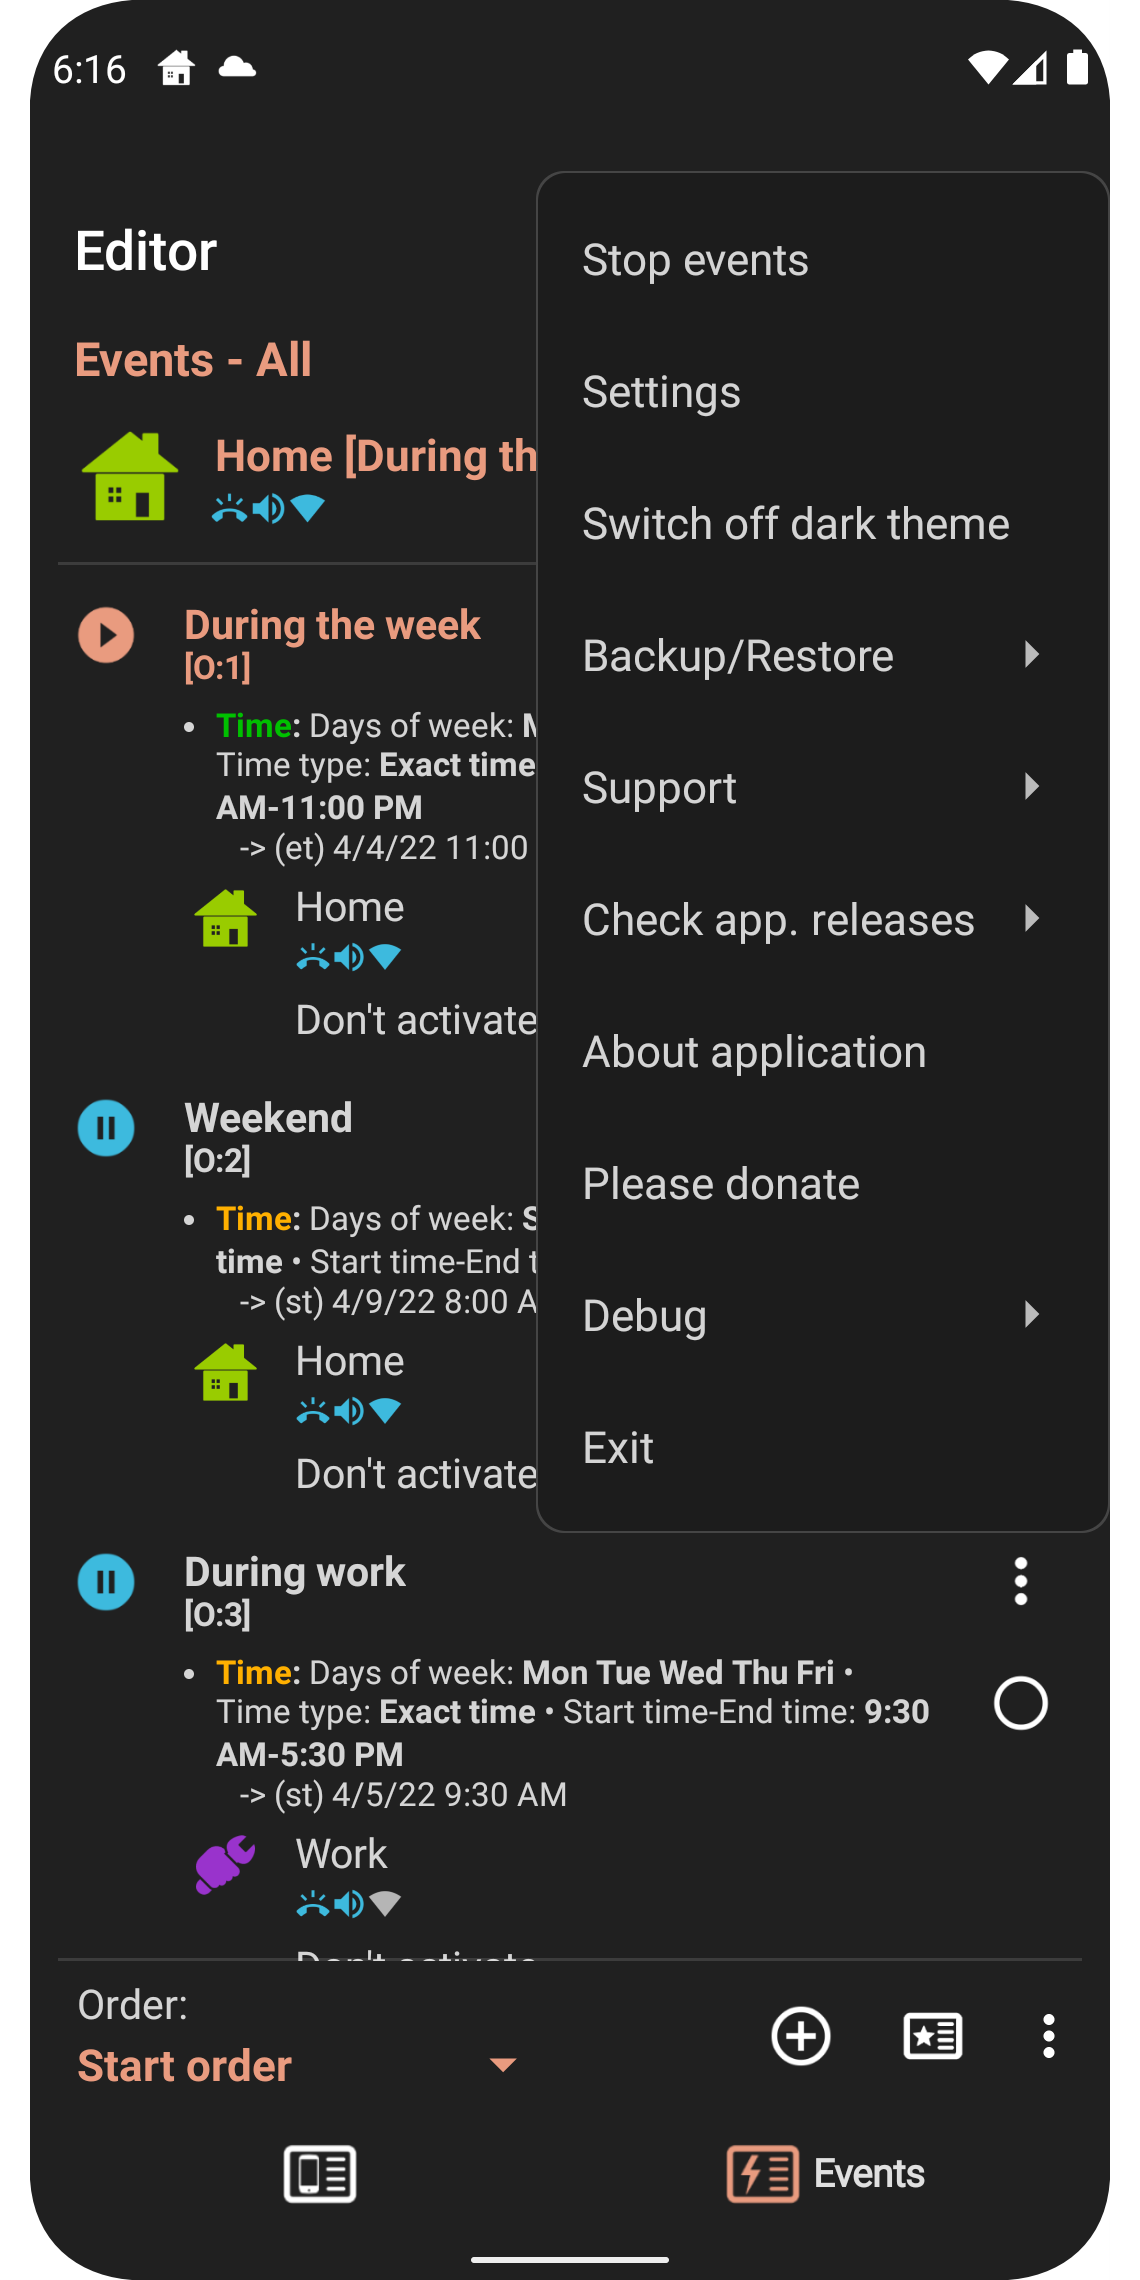 6:16
Editor
Events - All
Home [During th
During the week
[O:1]
• Time: Days of week:
Time type: Exact time
AM-11:00 PM
-> (et) 4/4/22 11:00
Home
Don't activate
Weekend
[O:2]
• Time: Days of week: S
time • Start time-End t
-> (st) 4/9/22 8:00 A
Home
Don't activate
Stop events
Settings
Switch off dark theme
Backup/Restore
Support
Check app. releases
About application
Please donate
Debug
Exit
During work
[O:3]
• Time: Days of week: Mon Tue Wed Thu Fri •
Time type: Exact time • Start time-End time: 9:30
AM-5:30 PM
-> (st) 4/5/22 9:30 AM
Work
Don't activate
Order:
Start order
Events